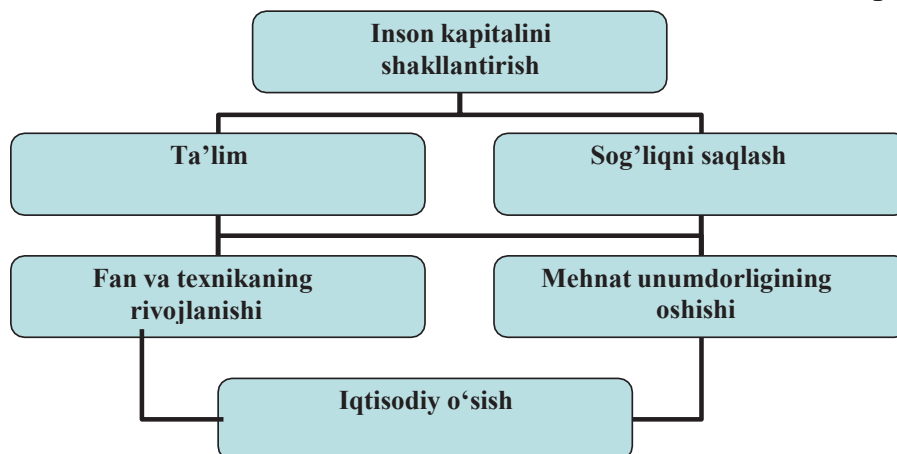 Inson kapitalini
shakllantirish
Ta’lim
Sog’liqni saqlash
Fan va texnikaning
rivojlanishi
Mehnat unumdorligining
oshishi
Iqtisodiy o‘sish